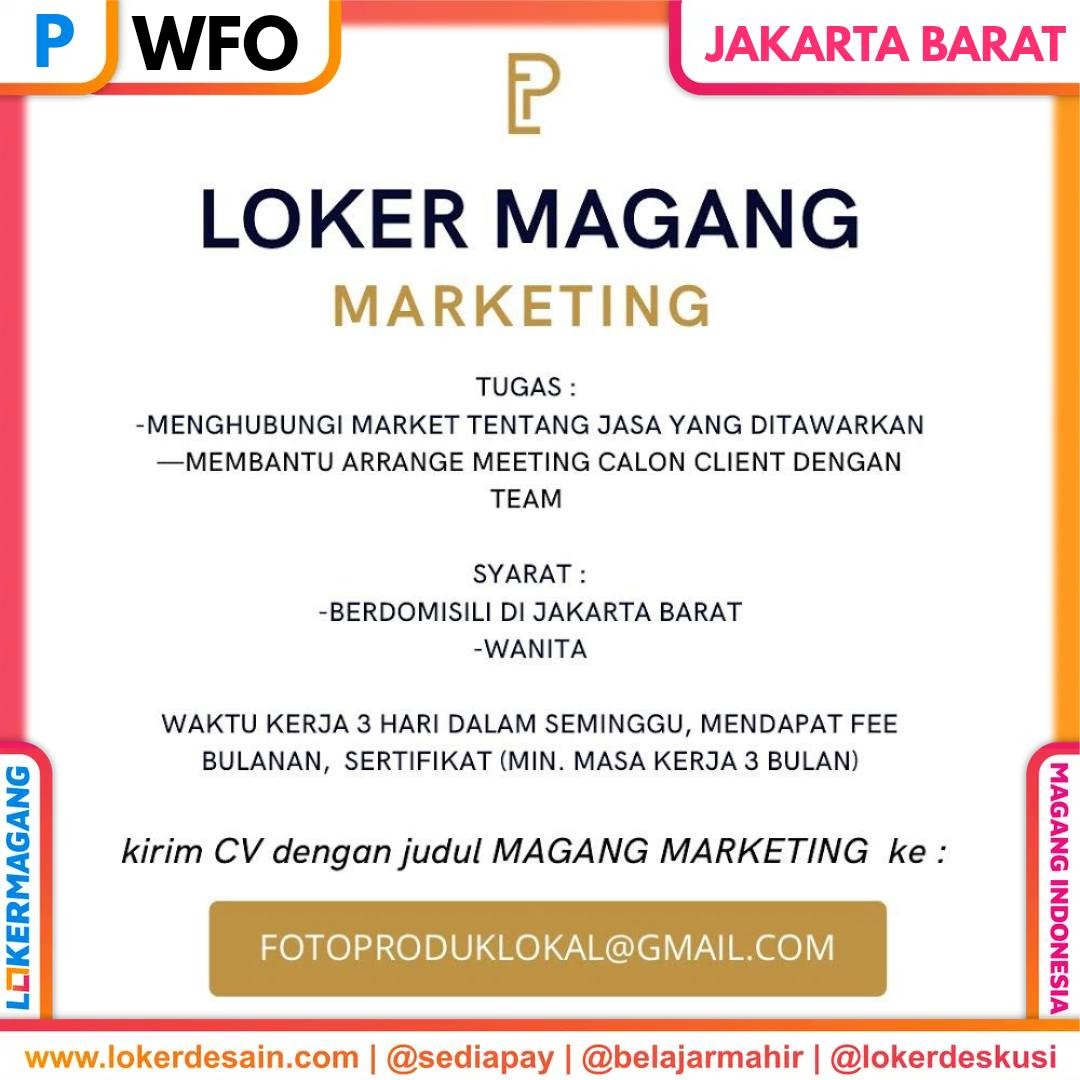 P
WFO
JAKARTA BARAT
LOKER MAGANG
MARKETING
TUGAS :
-MENGHUBUNGI MARKET TENTANG JASA YANG DITAWARKAN
—MEMBANTU ARRANGE MEETING CALON CLIENT DENGAN
TEAM
SYARAT :
-BERDOMISILI DI JAKARTA BARAT
-WANITA
WAKTU KERJA 3 HARI DALAM SEMINGGU, MENDAPAT FEE
BULANAN,  SERTIFIKAT (MIN. MASA KERJA 3 BULAN)
kirim CV dengan judul MAGANG MARKETING  ke :
FOTOPRODUKLOKAL@GMAIL.COM
LOKERMAGANG
MAGANG INDONESIA
www.lokerdesain.com | @sediapay | @belajarmahir | @lokerdeskusi